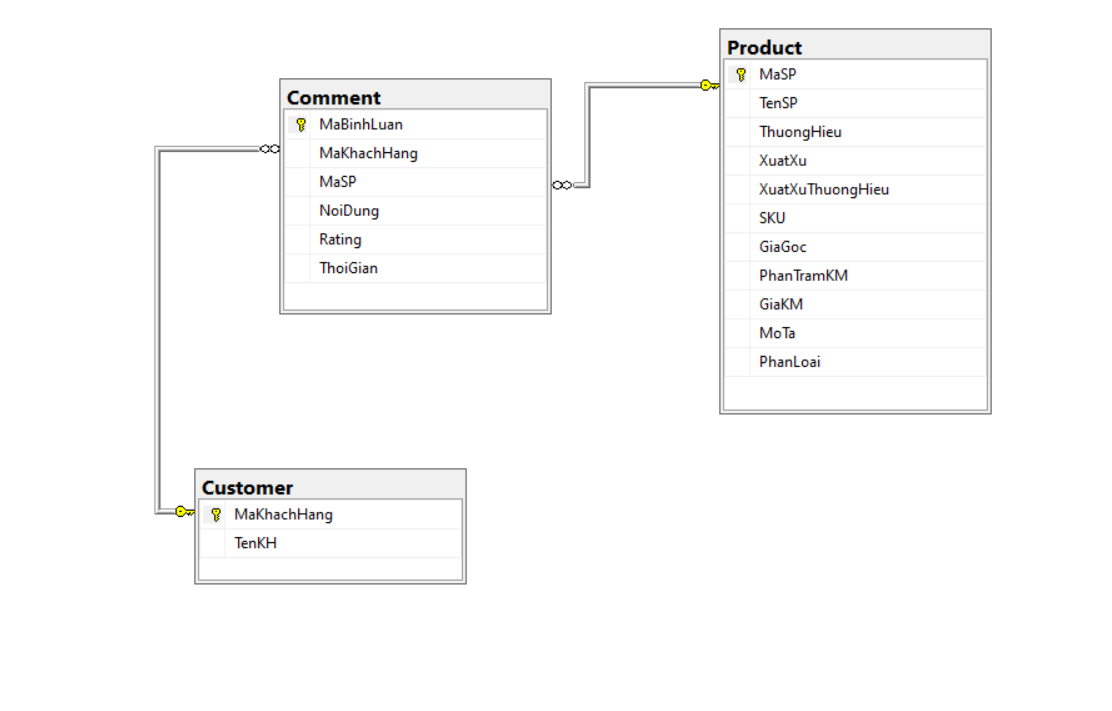 Product
MaSP
TenSP
ThuongHieu
XuatXu
XuatXuThuongHieu
SKU
GiaGoc
PhanTramKM
GiaKM
MoTa
PhanLoai
Comment
MaBinhLuan
MaKhachHang
MaSP
NoiDung
Rating
ThoiGian
Customer
MaKhachHang
TenKH